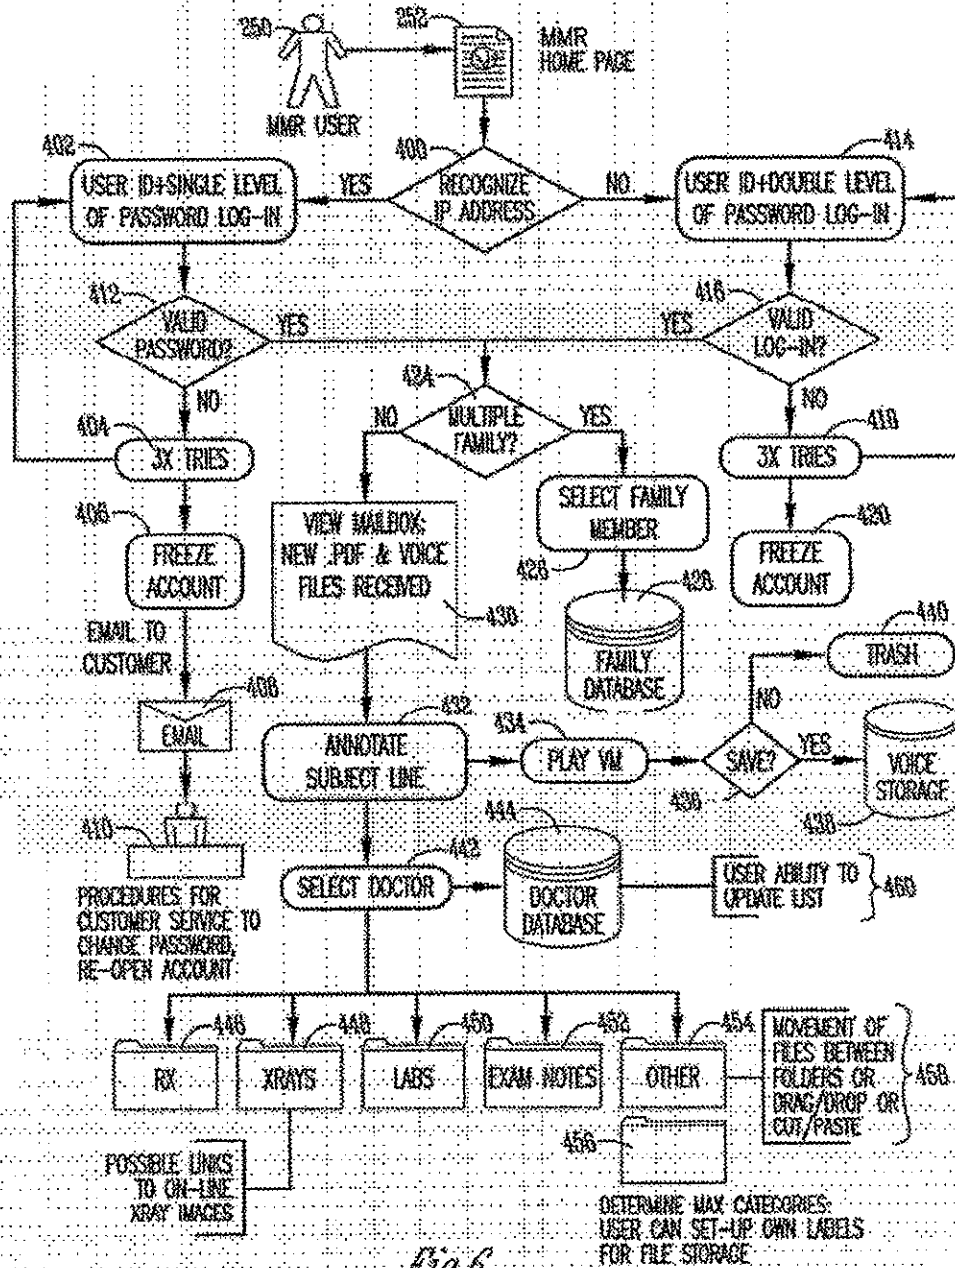 250
252
MMR
HOME PAGE
MMR USER
402
400
414
USER ID+SINGLE LEVEL
OF PASSWORD LOG-IN
YES
RECOGNIZE
IP ADDRESS
NO
USER ID+DOUBLE LEVEL
OF PASSWORD LOG-IN
412
VALID
PASSWORD?
YES
416
YES
VALID
LOG-IN?
NO
424
NO
MULTIPLE
FAMILY?
YES
NO
404
3X TRIES
418
3X TRIES
406
FREEZE
ACCOUNT
VIEW MAILBOX;
NEW .PDF & VOICE
FILES RECEIVED
430
SELECT FAMILY
MEMBER
426
428
FAMILY
DATABASE
420
FREEZE
ACCOUNT
EMAIL TO
CUSTOMER
408
EMAIL
440
TRASH
NO
432
ANNOTATE
SUBJECT LINE
434
PLAY VM
SAVE?
436
YES
VOICE
STORAGE
438
410
PROCEDURES FOR
CUSTOMER SERVICE TO
CHANGE PASSWORD,
RE-OPEN ACCOUNT
442
SELECT DOCTOR
444
DOCTOR
DATABASE
USER ABILITY TO
UPDATE LIST
460
446
RX
448
XRAYS
450
LABS
452
EXAM NOTES
454
OTHER
MOVEMENT OF
FILES BETWEEN
FOLDERS OR
DRAG/DROP OR
CUT/PASTE
458
456
POSSIBLE LINKS
TO ON-LINE
XRAY IMAGES
DETERMINE MAX CATEGORIES:
USER CAN SET-UP OWN LABELS
FOR FILE STORAGE
Fig.6